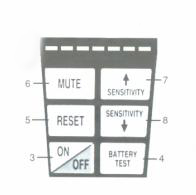 6 MUTE ↑ SENSITIVITY 7
5 RESET SENSITIVITY ↓ 8
3 ON OFF BATTERY TEST 4